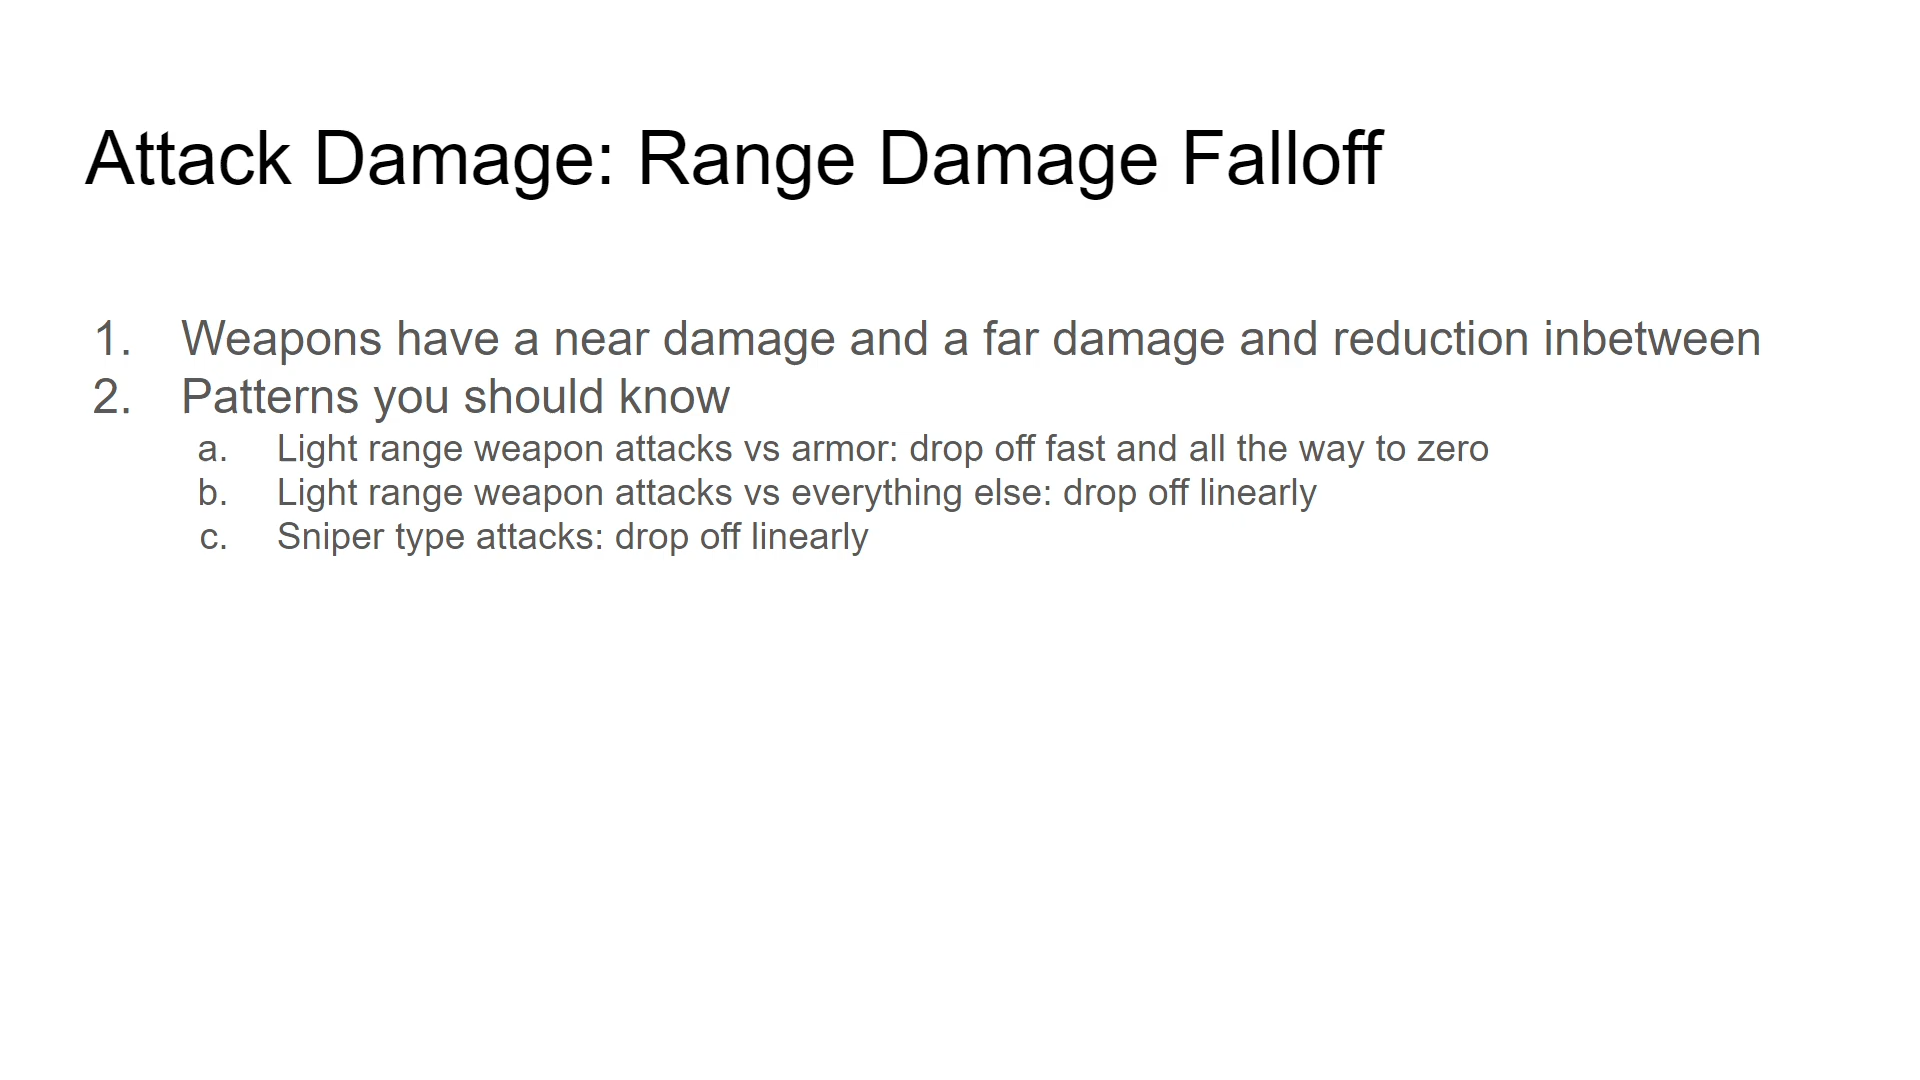 Attack Damage: Range Damage Falloff
1. Weapons have a near damage and a far damage and reduction inbetween
2. Patterns you should know
a. Light range weapon attacks vs armor: drop off fast and all the way to zero
b. Light range weapon attacks vs everything else: drop off linearly
c. Sniper type attacks: drop off linearly